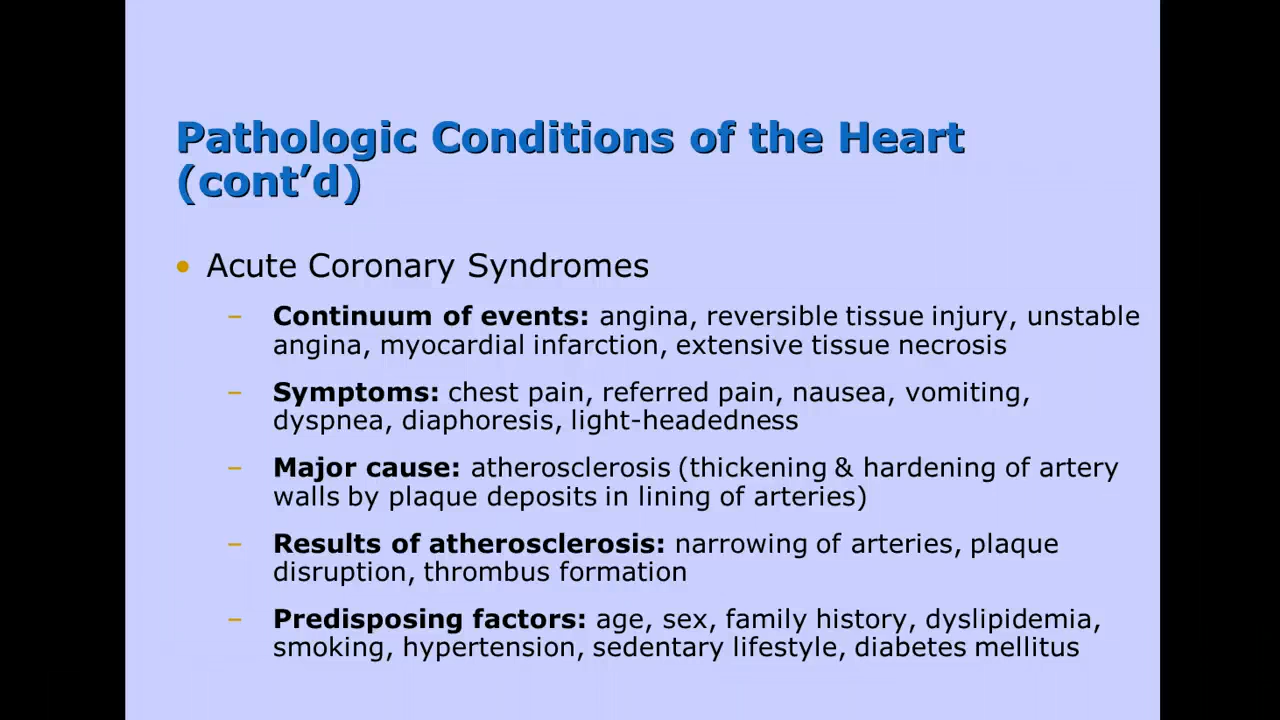 Pathologic Conditions of the Heart
(cont’d)
• Acute Coronary Syndromes
– Continuum of events: angina, reversible tissue injury, unstable
angina, myocardial infarction, extensive tissue necrosis
– Symptoms: chest pain, referred pain, nausea, vomiting,
dyspnea, diaphoresis, light-headedness
– Major cause: atherosclerosis (thickening & hardening of artery
walls by plaque deposits in lining of arteries)
– Results of atherosclerosis: narrowing of arteries, plaque
disruption, thrombus formation
– Predisposing factors: age, sex, family history, dyslipidemia,
smoking, hypertension, sedentary lifestyle, diabetes mellitus